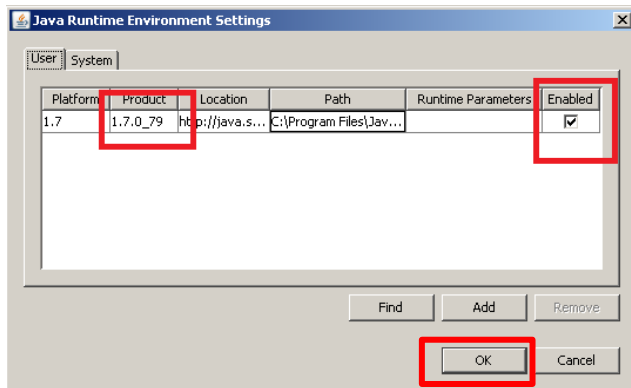 Java Runtime Environment Settings
User System
Platform Product Location Path Runtime Parameters Enabled
1.7 1.7.0_79 http://java.s... C:\Program Files\Jav...
Find Add Remove
OK Cancel